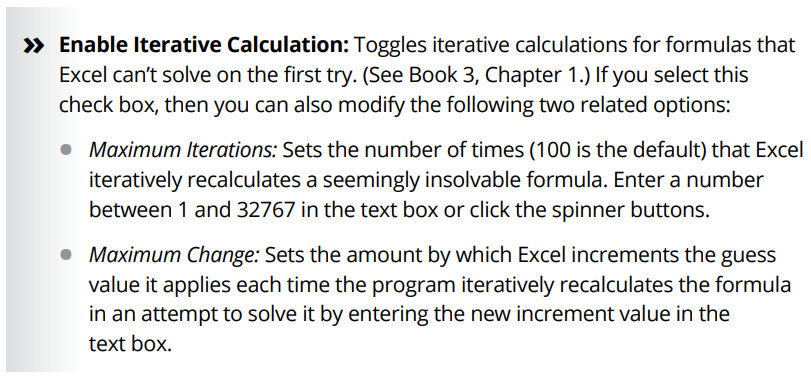 » Enable Iterative Calculation: Toggles iterative calculations for formulas that
Excel can’t solve on the first try. (See Book 3, Chapter 1.) If you select this
check box, then you can also modify the following two related options:
• Maximum Iterations: Sets the number of times (100 is the default) that Excel
iteratively recalculates a seemingly insolvable formula. Enter a number
between 1 and 32767 in the text box or click the spinner buttons.
• Maximum Change: Sets the amount by which Excel increments the guess
value it applies each time the program iteratively recalculates the formula
in an attempt to solve it by entering the new increment value in the
text box.